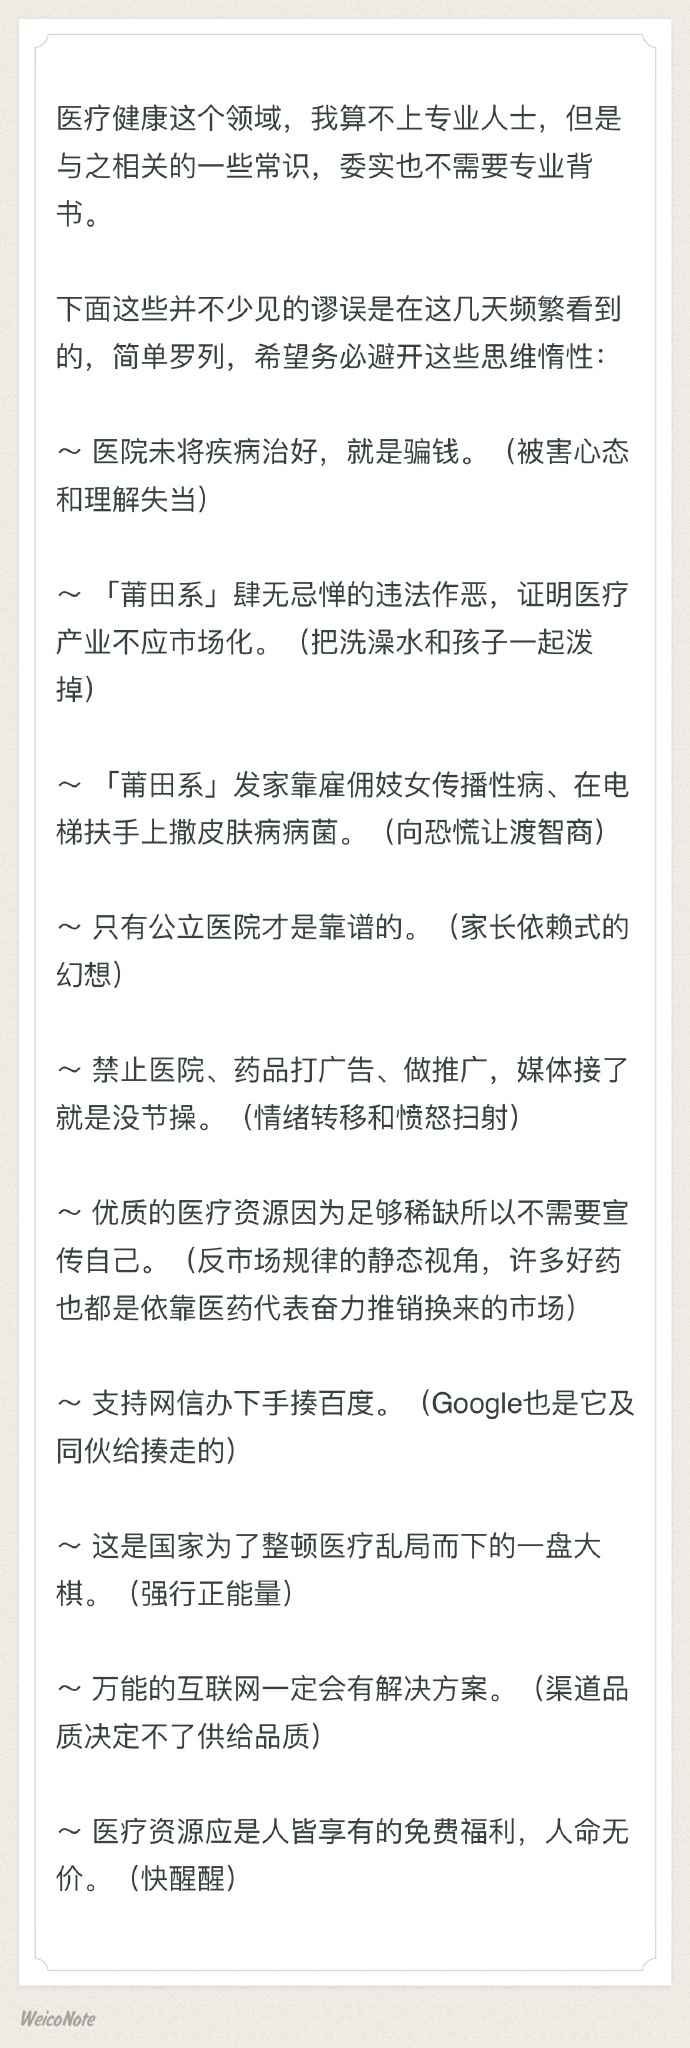 医疗健康这个领域，我算不上专业人士，但是
与之相关的一些常识，委实也不需要专业背
书。
下面这些并不少见的谬误是在这几天频繁看到
的，简单罗列，希望务必避开这些思维惰性：
～ 医院未将疾病治好，就是骗钱。（被害心态
和理解失当）
～ 「莆田系」肆无忌惮的违法作恶，证明医疗
产业不应市场化。（把洗澡水和孩子一起泼
掉）
～ 「莆田系」发家靠雇佣妓女传播性病、在电
梯扶手上撒皮肤病病菌。（向恐慌让渡智商）
～ 只有公立医院才是靠谱的。（家长依赖式的
幻想）
～ 禁止医院、药品打广告、做推广，媒体接了
就是没节操。（情绪转移和愤怒扫射）
～ 优质的医疗资源因为足够稀缺所以不需要宣
传自己。（反市场规律的静态视角，许多好药
也都是依靠医药代表奋力推销换来的市场）
～ 支持网信办下手揍百度。（Google也是它及
同伙给揍走的）
～ 这是国家为了整顿医疗乱局而下的一盘大
棋。（强行正能量）
～ 万能的互联网一定会有解决方案。（渠道品
质决定不了供给品质）
～ 医疗资源应是人皆享有的免费福利，人命无
价。（快醒醒）
WeicoNote